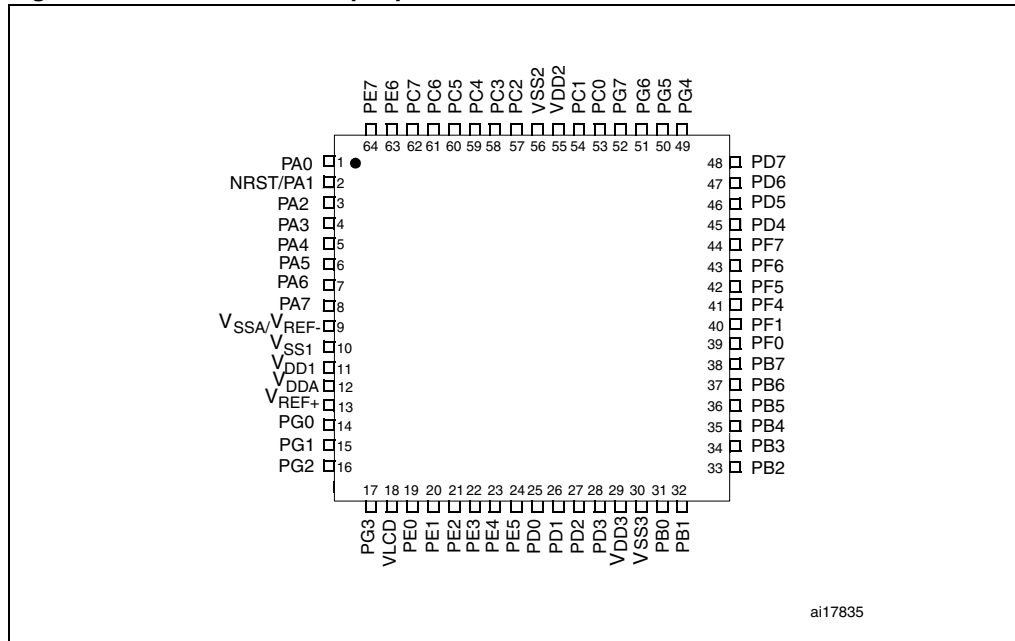 PE7 PE6 PC7 PC6 PC5 PC4 PC3 PC2 VSS2 VDD2 PC1 PC0 PG7 PG6 PG5 PG4
64 63 62 61 60 59 58 57 56 55 54 53 52 51 50 49
PA0 1
NRST/PA1 2
PA2 3
PA3 4
PA4 5
PA5 6
PA6 7
PA7 8
VSSA/VREF- 9
VSS1 10
VDD1 11
VDDA 12
VREF+ 13
PG0 14
PG1 15
PG2 16
48 PD7
47 PD6
46 PD5
45 PD4
44 PF7
43 PF6
42 PF5
41 PF4
40 PF1
39 PF0
38 PB7
37 PB6
36 PB5
35 PB4
34 PB3
33 PB2
17 18 19 20 21 22 23 24 25 26 27 28 29 30 31 32
PG3 VLCD PE0 PE1 PE2 PE3 PE4 PE5 PD0 PD1 PD2 PD3 VDD3 VSS3 PB0 PB1
ai17835